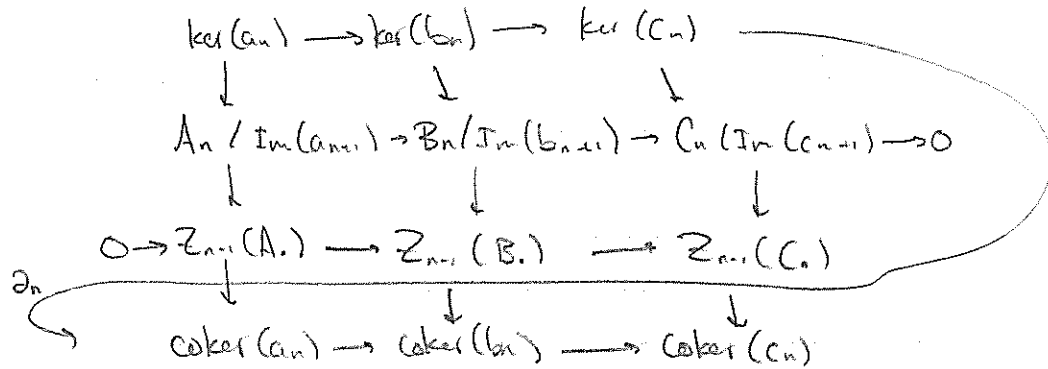 ker(aₙ) ⟶ ker(bₙ) ⟶ ker(cₙ)
Aₙ / Im(aₙ₊₁) → Bₙ / Im(bₙ₊₁) → Cₙ / Im(cₙ₊₁) → 0
0 → Zₙ₋₁(A.) ⟶ Zₙ₋₁(B.) ⟶ Zₙ₋₁(C.)
∂ₙ
coker(aₙ) ⟶ coker(bₙ) ⟶ coker(cₙ)